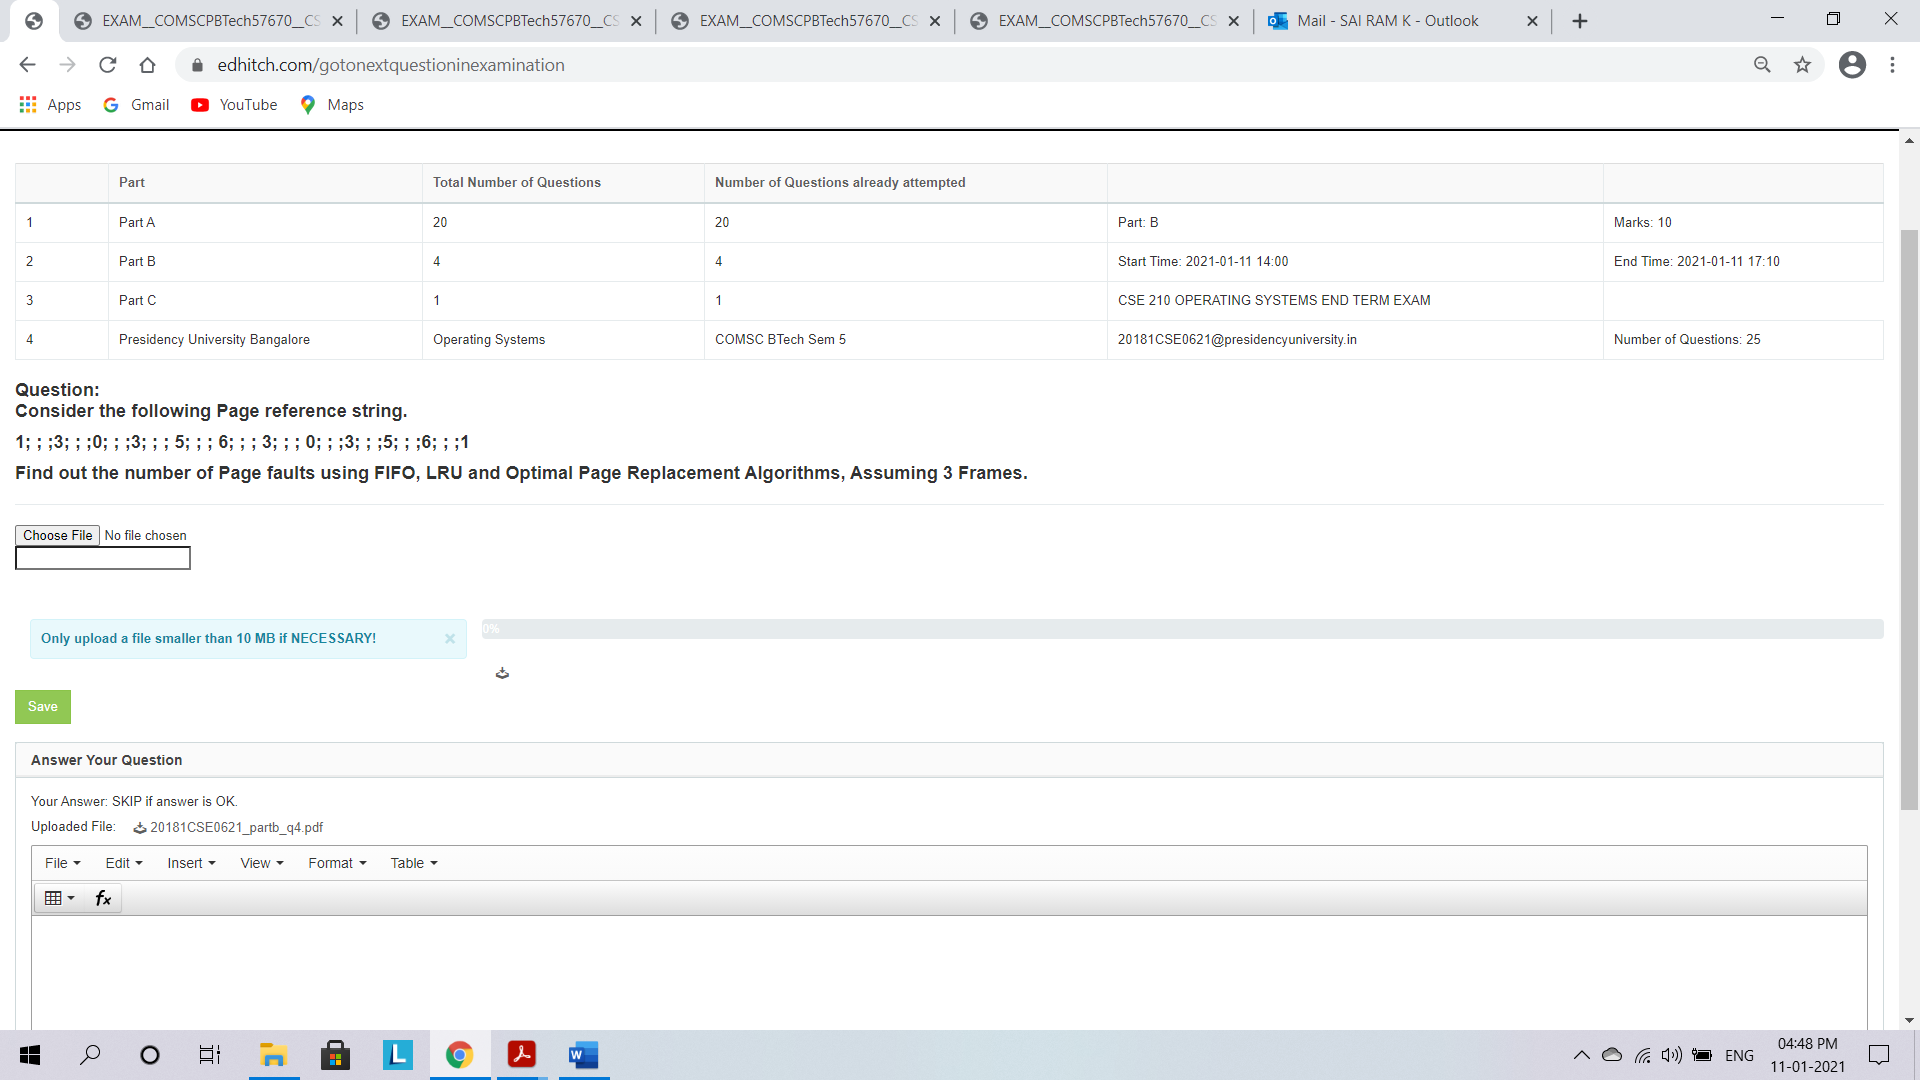 EXAM__COMSCPBTech57670__CS
EXAM__COMSCPBTech57670__CS
EXAM__COMSCPBTech57670__CS
EXAM__COMSCPBTech57670__CS
Mail - SAI RAM K - Outlook
edhitch.com/gotonextquestioninexamination
Apps Gmail YouTube Maps
Part Total Number of Questions Number of Questions already attempted
1 Part A 20 20 Part: B Marks: 10
2 Part B 4 4 Start Time: 2021-01-11 14:00 End Time: 2021-01-11 17:10
3 Part C 1 1 CSE 210 OPERATING SYSTEMS END TERM EXAM
4 Presidency University Bangalore Operating Systems COMSC BTech Sem 5 20181CSE0621@presidencyuniversity.in Number of Questions: 25
Question:
Consider the following Page reference string.
1; ; ;3; ; ;0; ; ;3; ; ; 5; ; ; 6; ; ; 3; ; ; 0; ; ;3; ; ;5; ; ;6; ; ;1
Find out the number of Page faults using FIFO, LRU and Optimal Page Replacement Algorithms, Assuming 3 Frames.
Choose File No file chosen
Only upload a file smaller than 10 MB if NECESSARY! ×
0%
Save
Answer Your Question
Your Answer: SKIP if answer is OK.
Uploaded File: 20181CSE0621_partb_q4.pdf
File Edit Insert View Format Table
fx
L
W
ENG
04:48 PM
11-01-2021